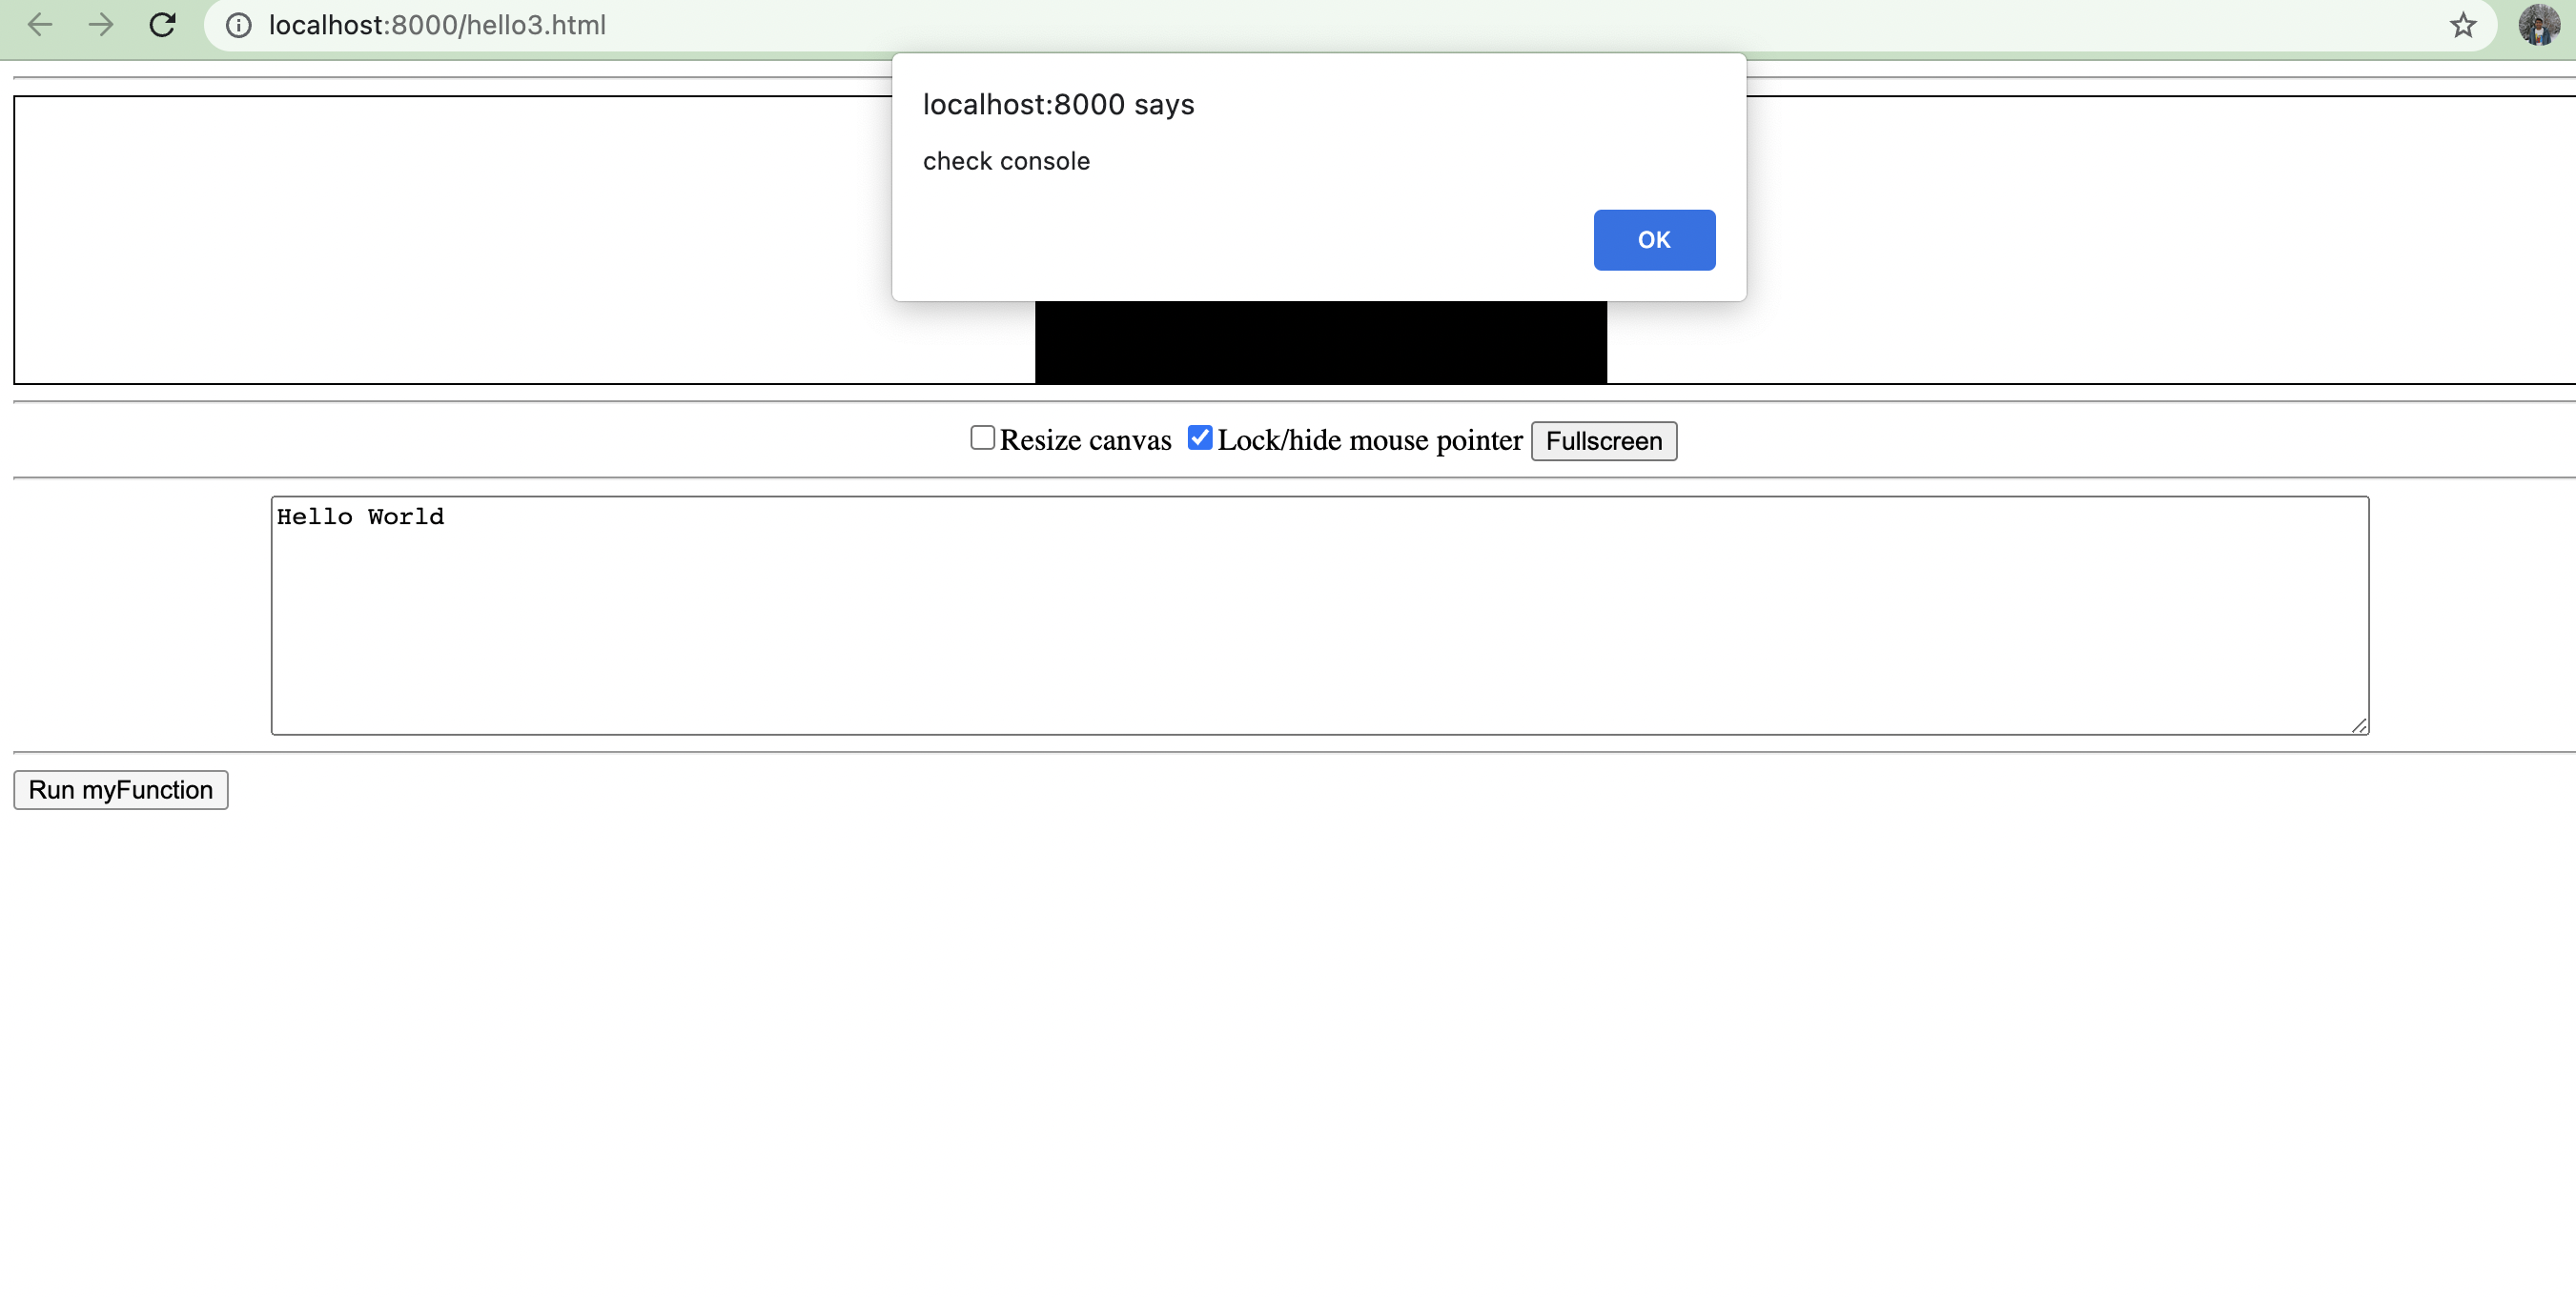 localhost:8000/hello3.html
localhost:8000 says
check console
OK
Resize canvas Lock/hide mouse pointer Fullscreen
Hello World
Run myFunction